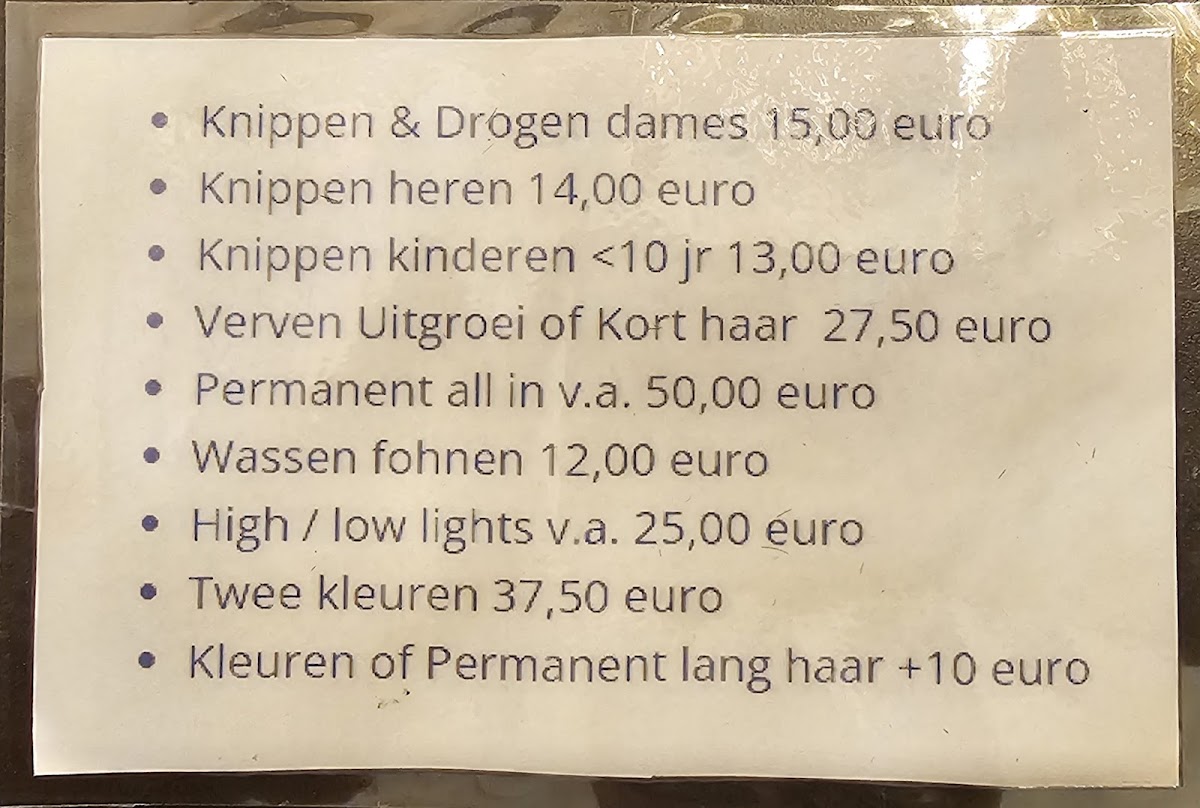 • Knippen & Drogen dames 15,00 euro
• Knippen heren 14,00 euro
• Knippen kinderen <10 jr 13,00 euro
• Verven Uitgroei of Kort haar 27,50 euro
• Permanent all in v.a. 50,00 euro
• Wassen fohnen 12,00 euro
• High / low lights v.a. 25,00 euro
• Twee kleuren 37,50 euro
• Kleuren of Permanent lang haar +10 euro